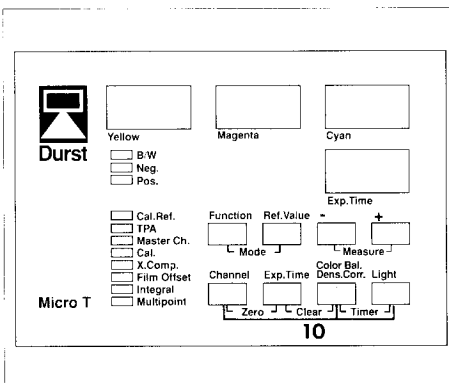 Durst
Yellow
Magenta
Cyan
B/W
Neg.
Pos.
Exp.Time
Cal.Ref.
TPA
Master Ch.
Cal.
X.Comp.
Film Offset
Integral
Multipoint
Function
Ref.Value
-
+
Mode
Measure
Channel
Exp.Time
Color Bal.
Dens.Corr.
Light
Zero
Clear
Timer
Micro T
10